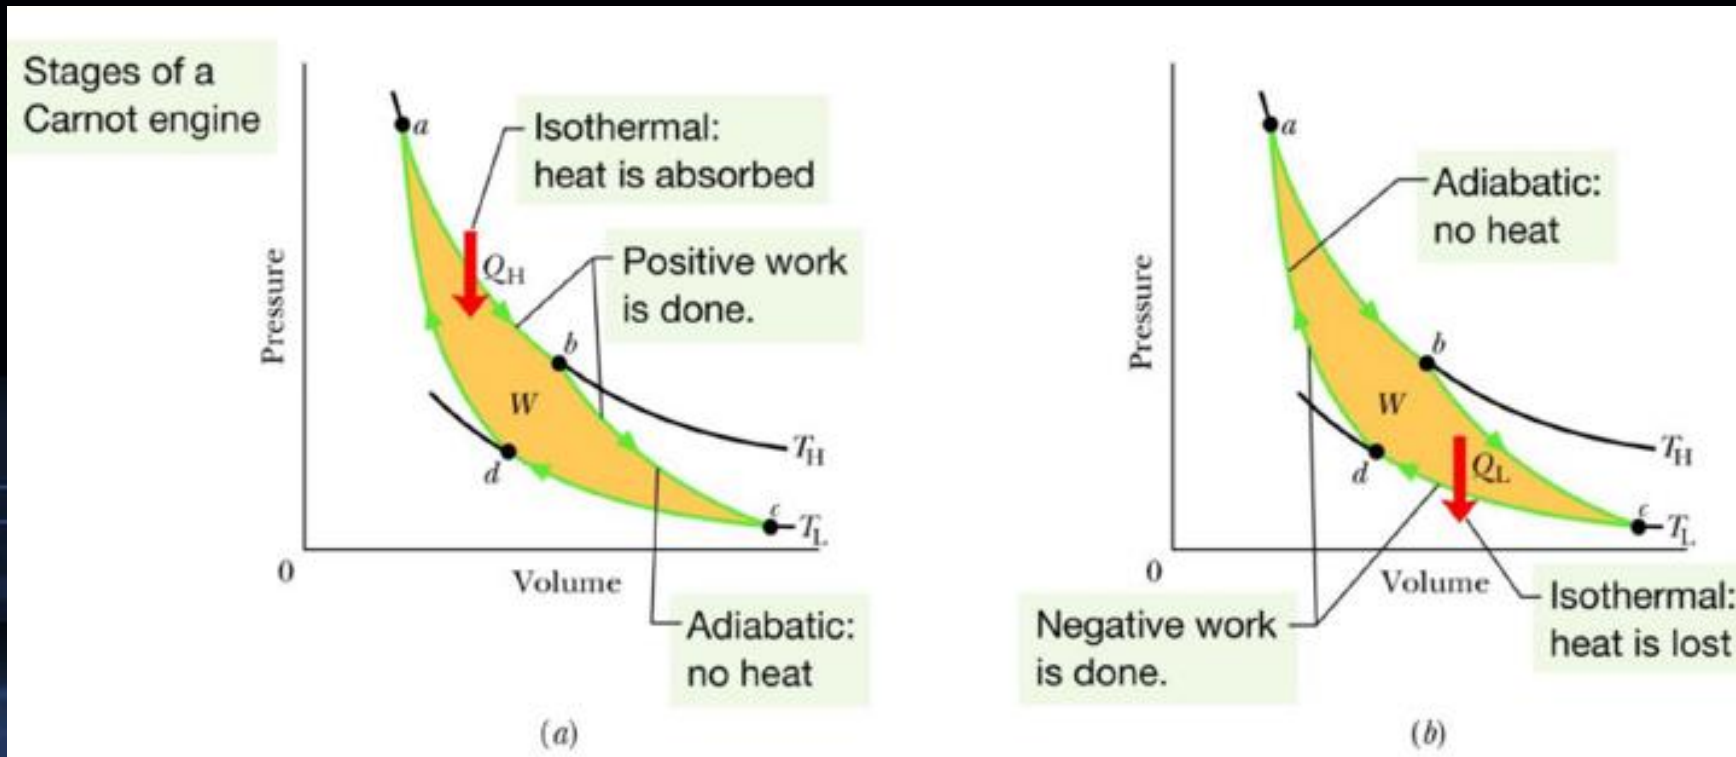 Stages of a
Carnot engine
Pressure
a
Isothermal:
heat is absorbed
Q_H
Positive work
is done.
b
W
d
T_H
c
T_L
0
Volume
Adiabatic:
no heat
(a)
Pressure
a
Adiabatic:
no heat
b
W
d
T_H
Q_L
c
T_L
0
Volume
Negative work
is done.
Isothermal:
heat is lost
(b)